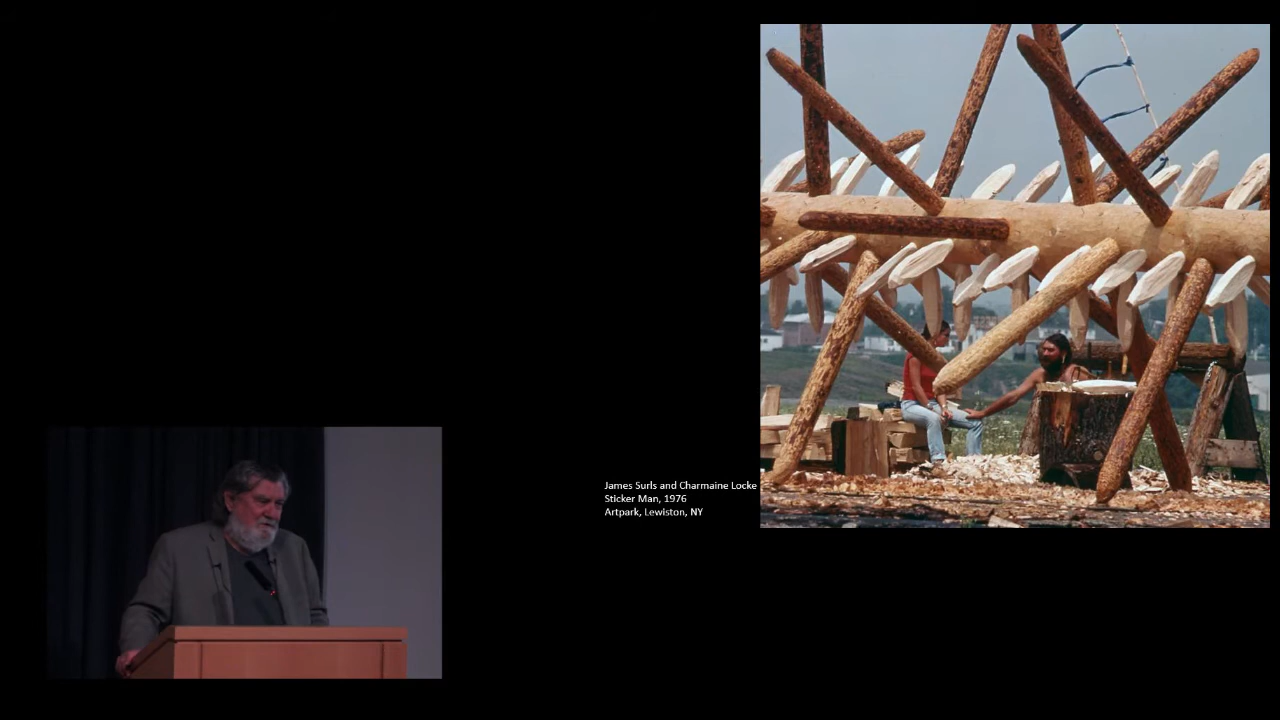 James Surls and Charmaine Locke
Sticker Man, 1976
Artpark, Lewiston, NY